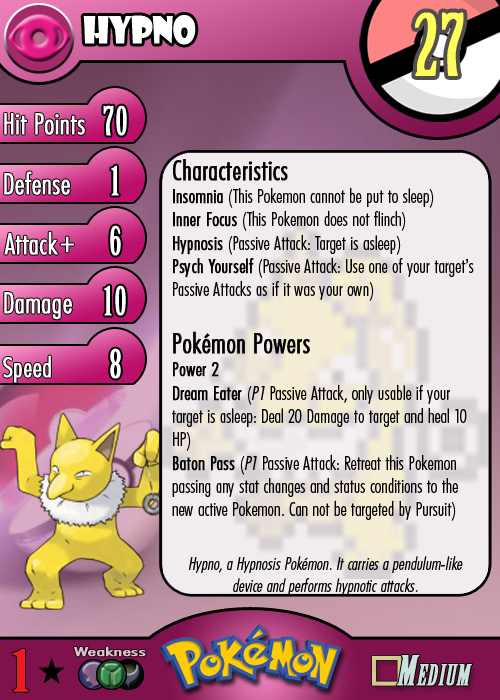 HYPNO
27
Hit Points 70
Defense 1
Attack+ 6
Damage 10
Speed 8
Characteristics
Insomnia (This Pokemon cannot be put to sleep)
Inner Focus (This Pokemon does not flinch)
Hypnosis (Passive Attack: Target is asleep)
Psych Yourself (Passive Attack: Use one of your target's
Passive Attacks as if it was your own)
Pokémon Powers
Power 2
Dream Eater (P1 Passive Attack, only usable if your
target is asleep: Deal 20 Damage to target and heal 10
HP)
Baton Pass (P1 Passive Attack: Retreat this Pokemon
passing any stat changes and status conditions to the
new active Pokemon. Can not be targeted by Pursuit)
Hypno, a Hypnosis Pokémon. It carries a pendulum-like
device and performs hypnotic attacks.
1 ★
Weakness
POKéMON
MEDIUM